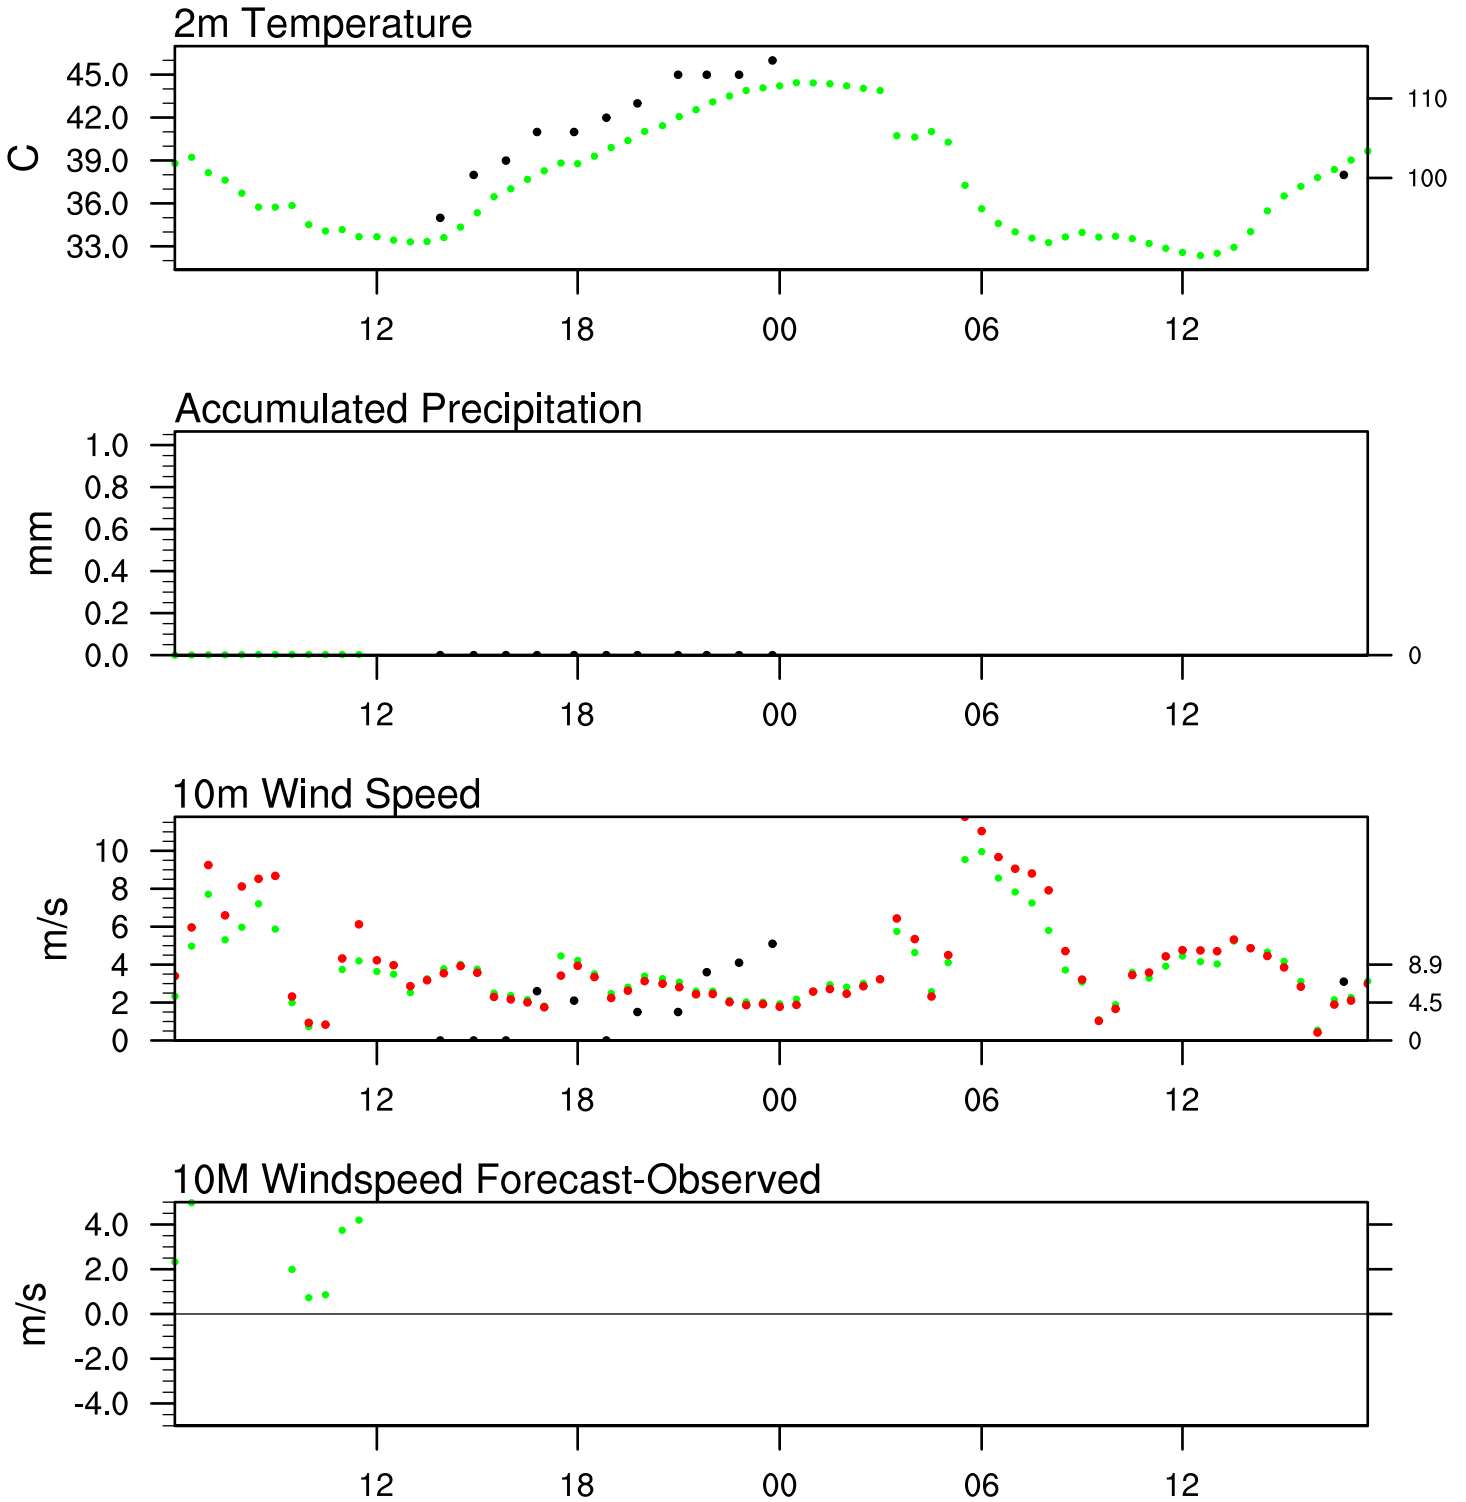 2m Temperature
45.0
42.0
39.0
36.0
33.0
C
110
100
12 18 00 06 12
Accumulated Precipitation
1.0
0.8
0.6
0.4
0.2
0.0
mm
0
12 18 00 06 12
10m Wind Speed
10
8
6
4
2
0
m/s
8.9
4.5
0
12 18 00 06 12
10M Windspeed Forecast-Observed
4.0
2.0
0.0
-2.0
-4.0
m/s
12 18 00 06 12